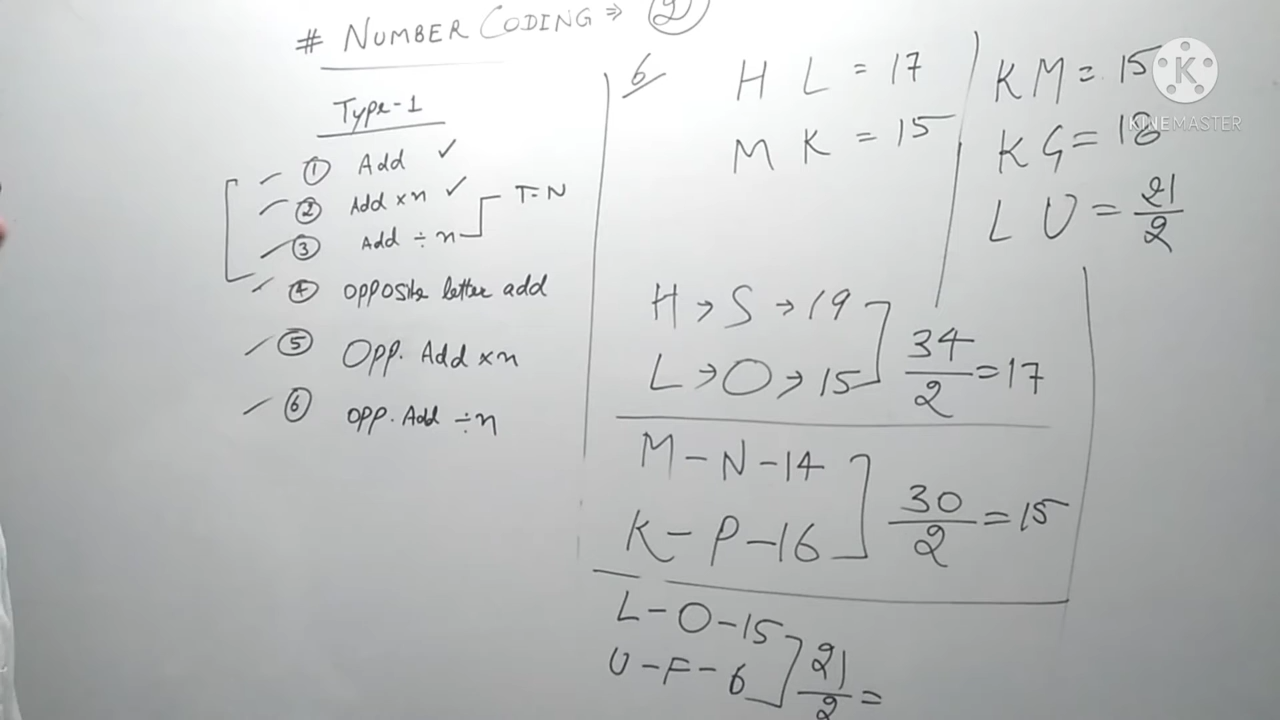 # NUMBER CODING ⇒ 2
Type-1
① Add ✓
② Add × n ✓
③ Add ÷ n T=N
④ opposite letter add
⑤ Opp. Add × n
⑥ opp. Add ÷ n
6
H L = 17
M K = 15
KM = 15
KG = 18
L U = 21/2
H → S → 19
L → O → 15
34/2 = 17
M - N - 14
K - P - 16
30/2 = 15
L - O - 15
U - F - 6
21/2 =
K
KINEMASTER